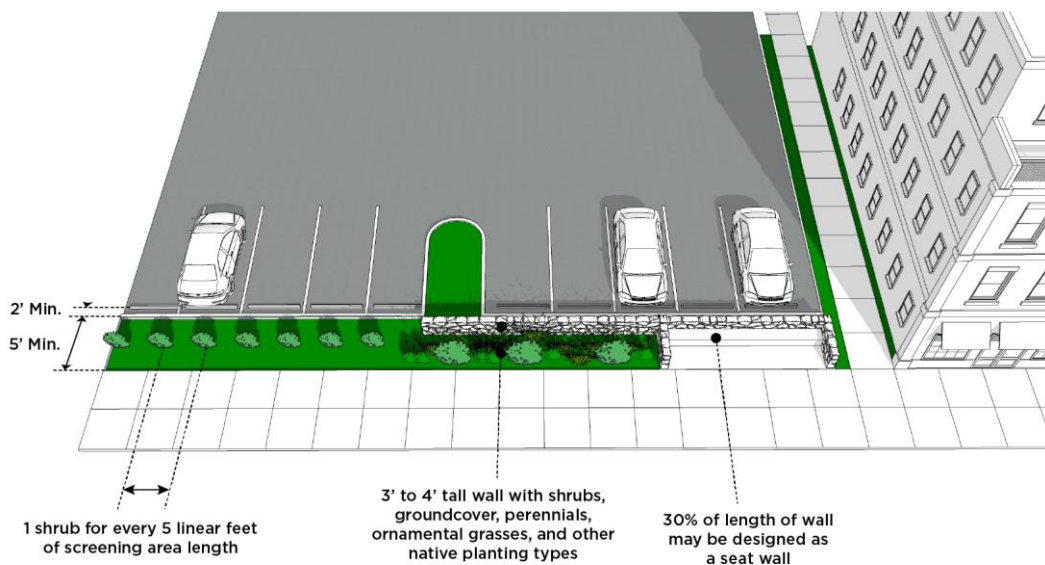 2’ Min.
5’ Min.
1 shrub for every 5 linear feet
of screening area length
3’ to 4’ tall wall with shrubs,
groundcover, perennials,
ornamental grasses, and other
native planting types
30% of length of wall
may be designed as
a seat wall